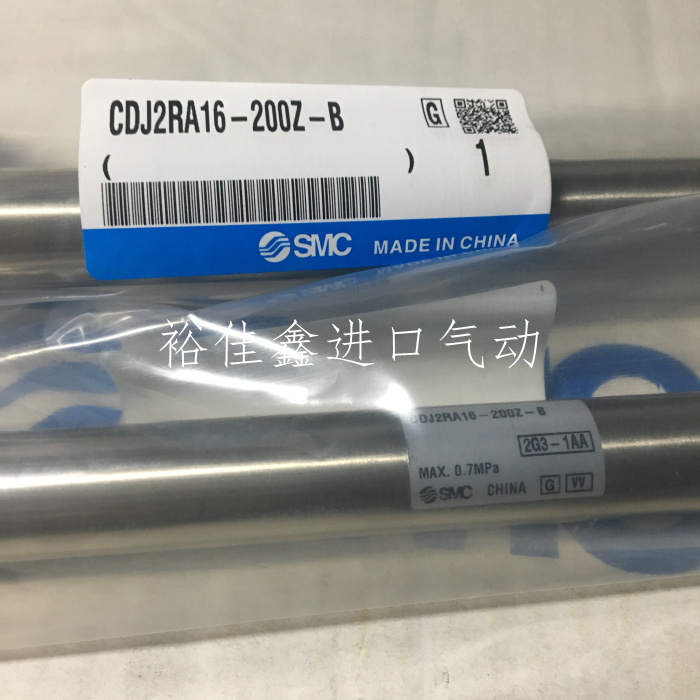 CDJ2RA16-200Z-B
G
( ) 1
SMC MADE IN CHINA
裕佳鑫进口气动
CDJ2RA16-200Z-B
2G3-1AA
MAX. 0.7MPa
SMC CHINA G VV